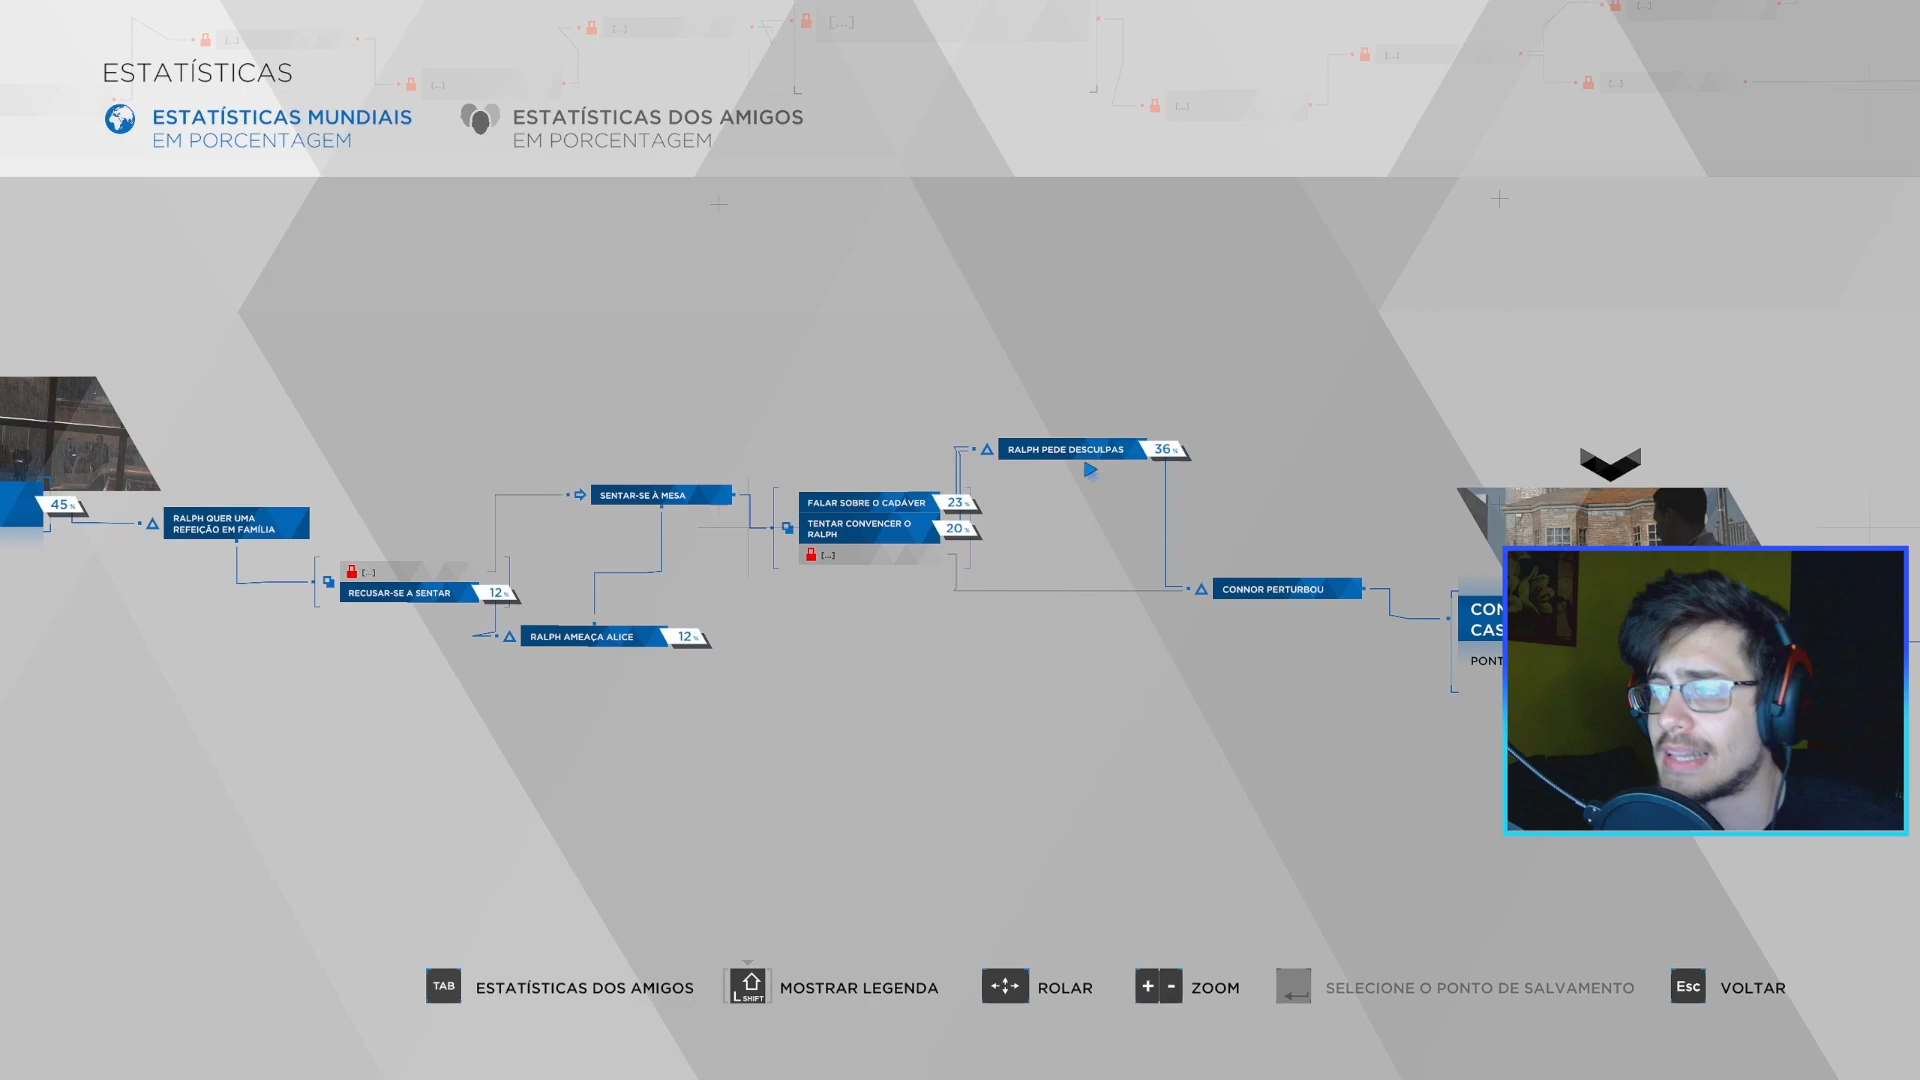 [...]
[...]
[...]
[...]
[...]
[...]
[...]
[...]
ESTATÍSTICAS
ESTATÍSTICAS MUNDIAIS
EM PORCENTAGEM
ESTATÍSTICAS DOS AMIGOS
EM PORCENTAGEM
45%
RALPH QUER UMA
REFEIÇÃO EM FAMÍLIA
[...]
RECUSAR-SE A SENTAR 12%
SENTAR-SE À MESA
RALPH AMEAÇA ALICE 12%
FALAR SOBRE O CADÁVER 23%
TENTAR CONVENCER O
RALPH 20%
[...]
RALPH PEDE DESCULPAS 36%
CONNOR PERTURBOU
CON
CAS
PONT
TAB ESTATÍSTICAS DOS AMIGOS
L SHIFT MOSTRAR LEGENDA
ROLAR
+ - ZOOM
SELECIONE O PONTO DE SALVAMENTO
Esc VOLTAR